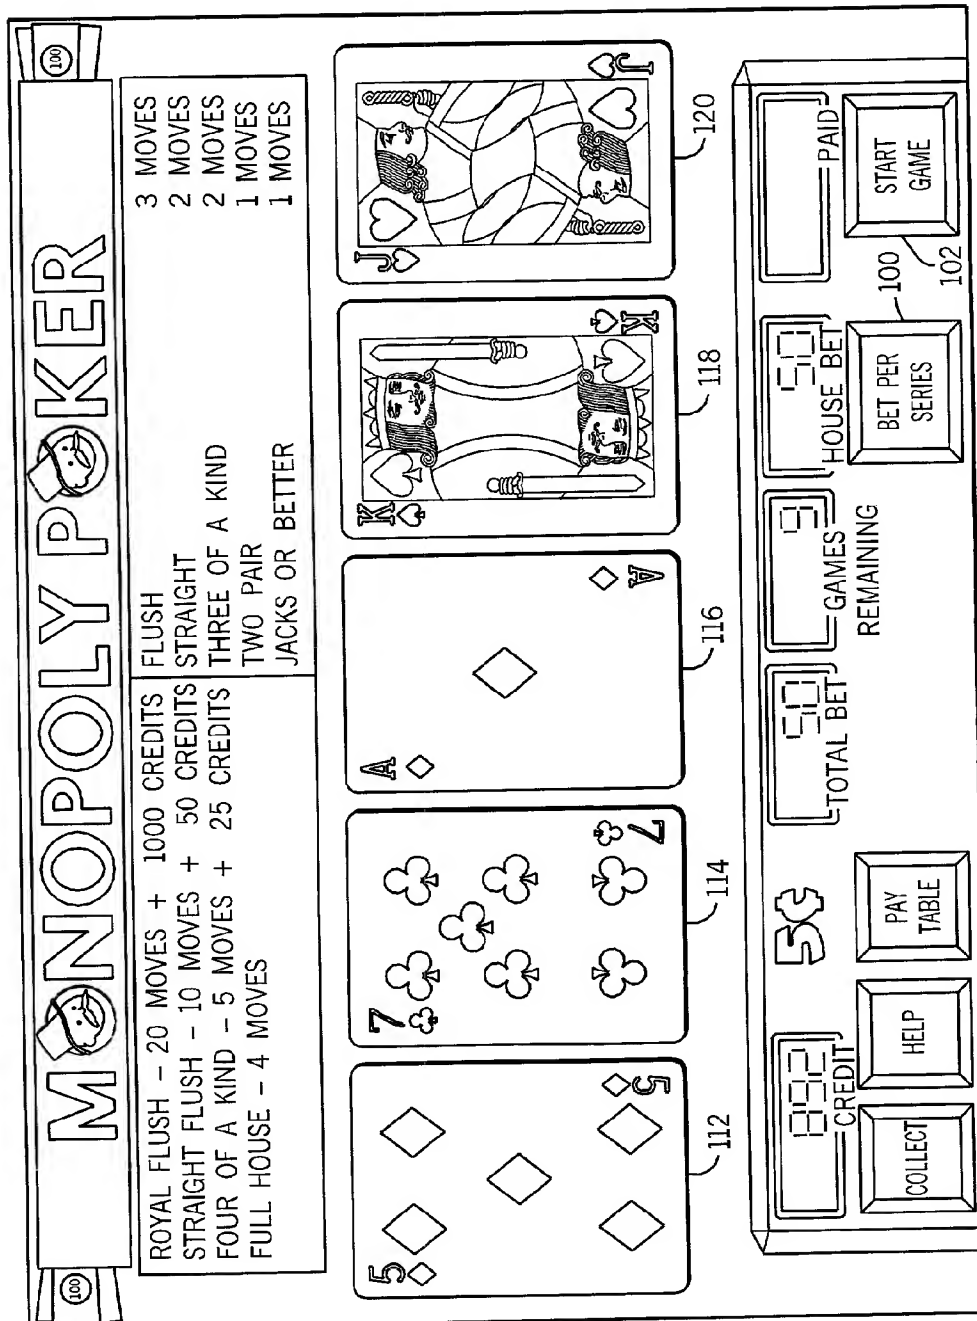 100
MONOPOLY POKER
100
ROYAL FLUSH - 20 MOVES + 1000 CREDITS
STRAIGHT FLUSH - 10 MOVES + 50 CREDITS
FOUR OF A KIND - 5 MOVES + 25 CREDITS
FULL HOUSE - 4 MOVES
FLUSH 3 MOVES
STRAIGHT 2 MOVES
THREE OF A KIND 2 MOVES
TWO PAIR 1 MOVES
JACKS OR BETTER 1 MOVES
5
5
7
7
A
A
K
K
J
J
112
114
116
118
120
892
CREDIT
5¢
50
TOTAL BET
9
GAMES
REMAINING
50
HOUSE BET
PAID
COLLECT
HELP
PAY
TABLE
BET PER
SERIES
100
START
GAME
102